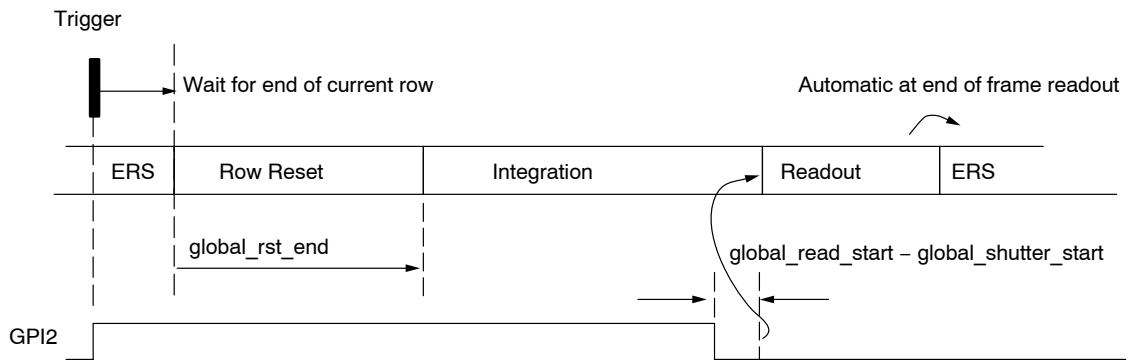 Trigger
Wait for end of current row
Automatic at end of frame readout
ERS
Row Reset
Integration
Readout
ERS
global_rst_end
global_read_start − global_shutter_start
GPI2